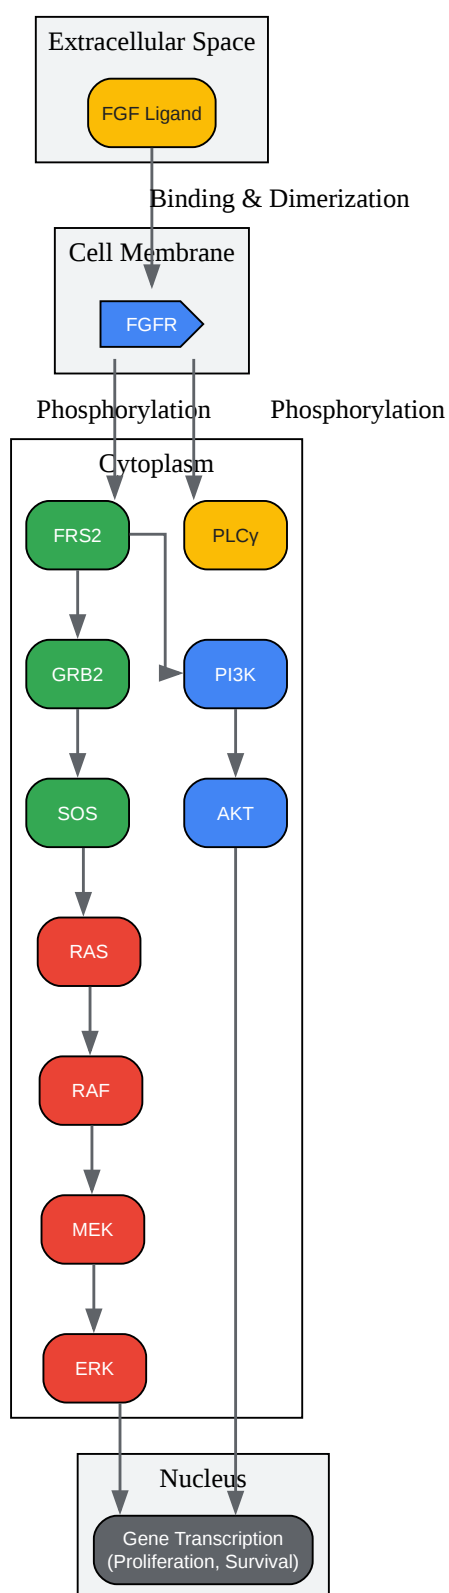 Extracellular Space
FGF Ligand
Binding & Dimerization
Cell Membrane
FGFR
Phosphorylation
Phosphorylation
Cytoplasm
FRS2
PLCγ
GRB2
PI3K
SOS
AKT
RAS
RAF
MEK
ERK
Nucleus
Gene Transcription
(Proliferation, Survival)